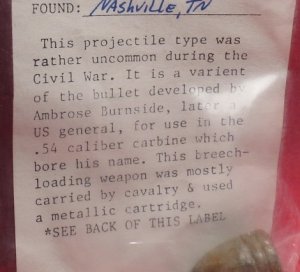 FOUND: NASHVILLE, TN
This projectile type was
rather uncommon during the
Civil War. It is a varient
of the bullet developed by
Ambrose Burnside, later a
US general, for use in the
.54 caliber carbine which
bore his name. This breech-
loading weapon was mostly
carried by cavalry & used
a metallic cartridge.
*SEE BACK OF THIS LABEL